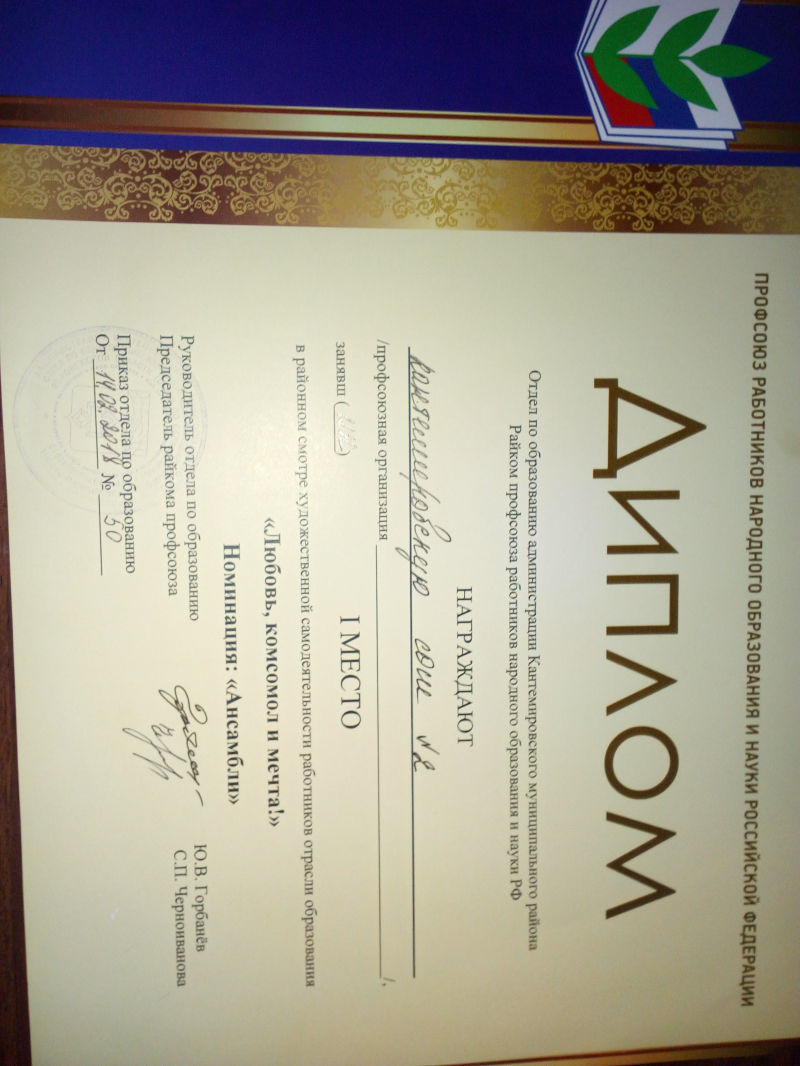 ПРОФСОЮЗ РАБОТНИКОВ НАРОДНОГО ОБРАЗОВАНИЯ И НАУКИ РОССИЙСКОЙ ФЕДЕРАЦИИ
ДИПЛОМ
Отдел по образованию администрации Кантемировского муниципального района
Райком профсоюза работников народного образования и науки РФ
НАГРАЖДАЮТ
Кантемировскую сош №2
/профсоюзная организация /,
занявш ( )
I МЕСТО
в районном смотре художественной самодеятельности работников отрасли образования
«Любовь, комсомол и мечта!»
Номинация: «Ансамбли»
Руководитель отдела по образованию Ю.В. Горбанёв
Председатель райкома профсоюза С.П. Черноиванова
Приказ отдела по образованию
От 14.02.2018 № 50